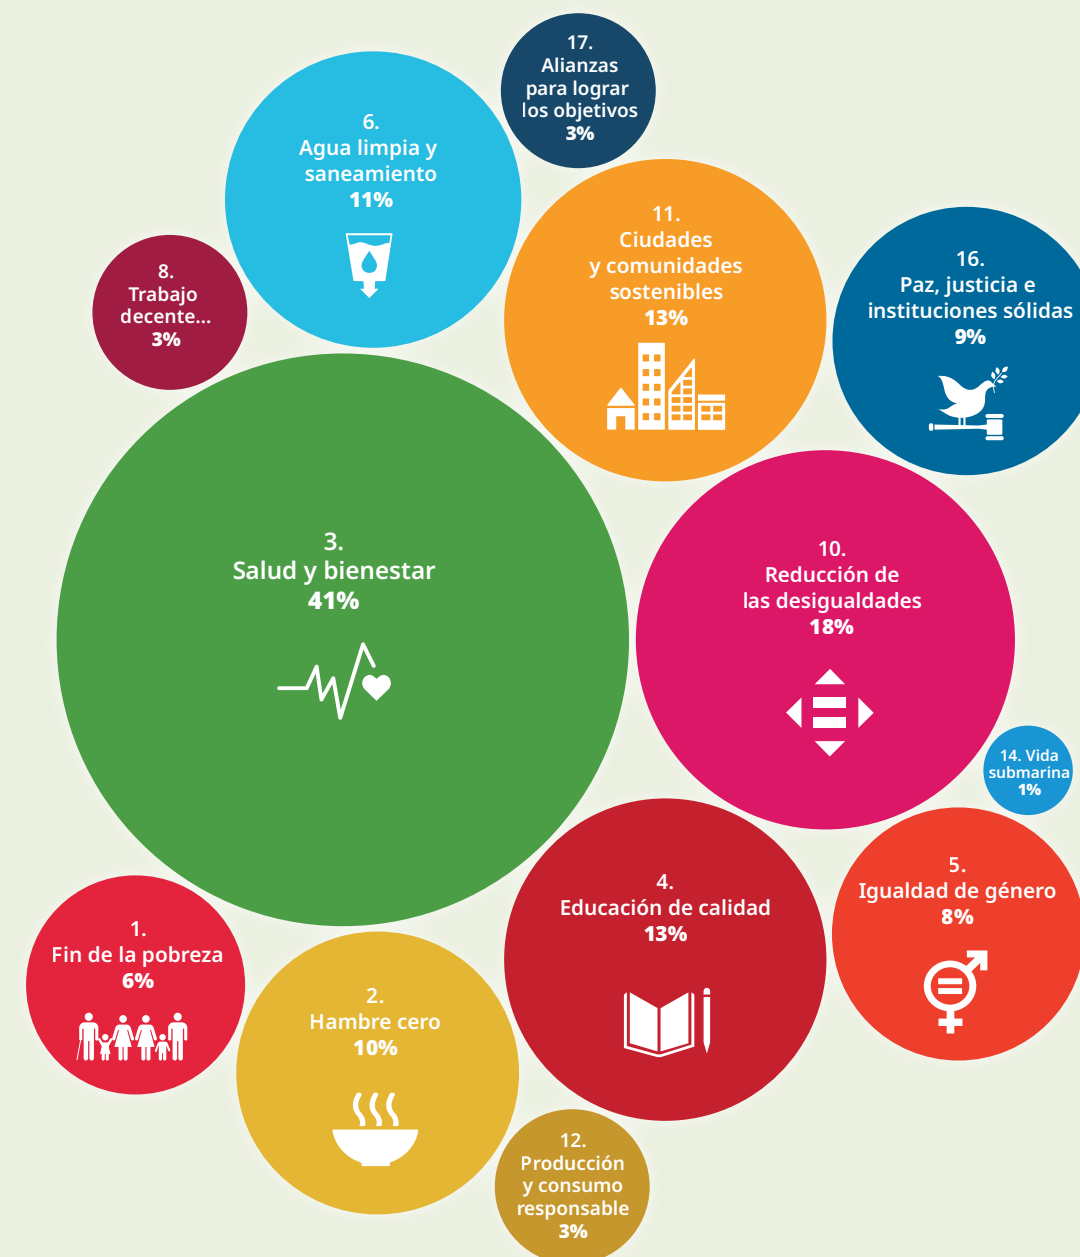 17.
Alianzas
para lograr
los objetivos
3%
6.
Agua limpia y
saneamiento
11%
11.
Ciudades
y comunidades
sostenibles
13%
16.
Paz, justicia e
instituciones sólidas
9%
8.
Trabajo
decente...
3%
3.
Salud y bienestar
41%
10.
Reducción de
las desigualdades
18%
14. Vida
submarina
1%
4.
Educación de calidad
13%
5.
Igualdad de género
8%
1.
Fin de la pobreza
6%
2.
Hambre cero
10%
12.
Producción
y consumo
responsable
3%